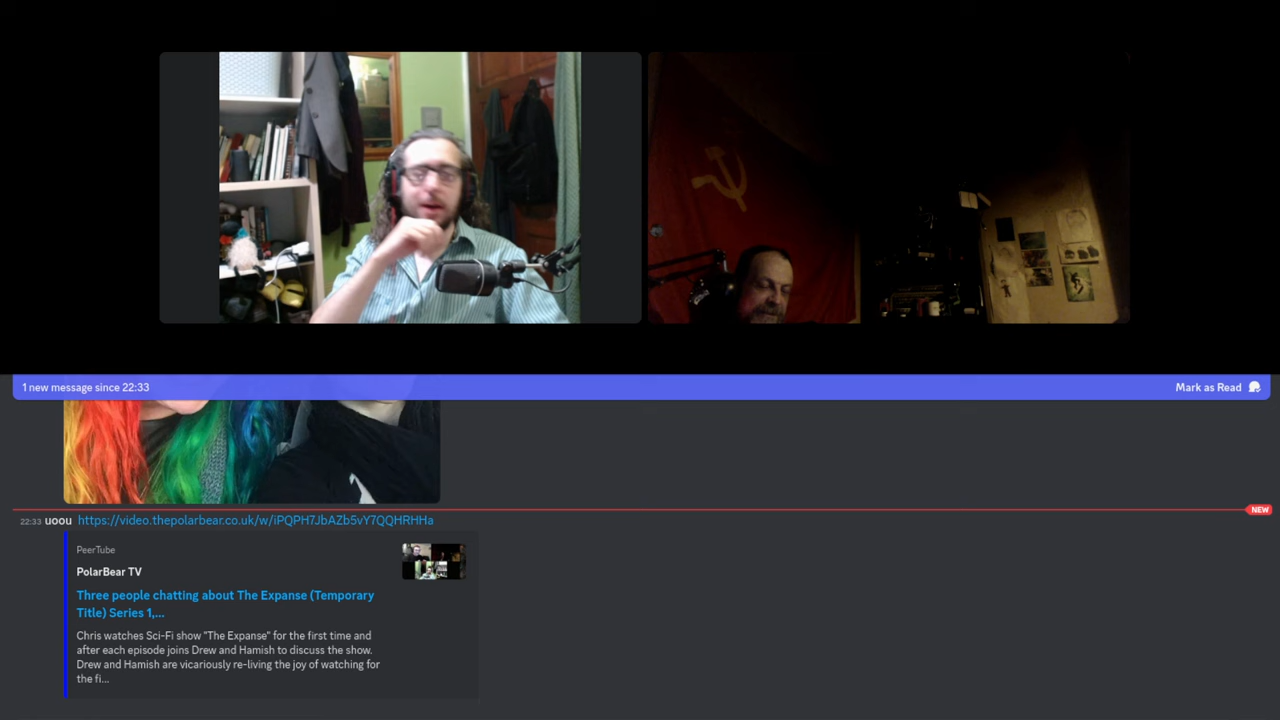 1 new message since 22:33
Mark as Read
NEW
22:33 uoou https://video.thepolarbear.co.uk/w/iPQPH7JbAZb5vY7QQHRHHa
PeerTube
PolarBear TV
Three people chatting about The Expanse (Temporary
Title) Series 1,...
Chris watches Sci-Fi show "The Expanse" for the first time and
after each episode joins Drew and Hamish to discuss the show.
Drew and Hamish are vicariously re-living the joy of watching for
the fi...